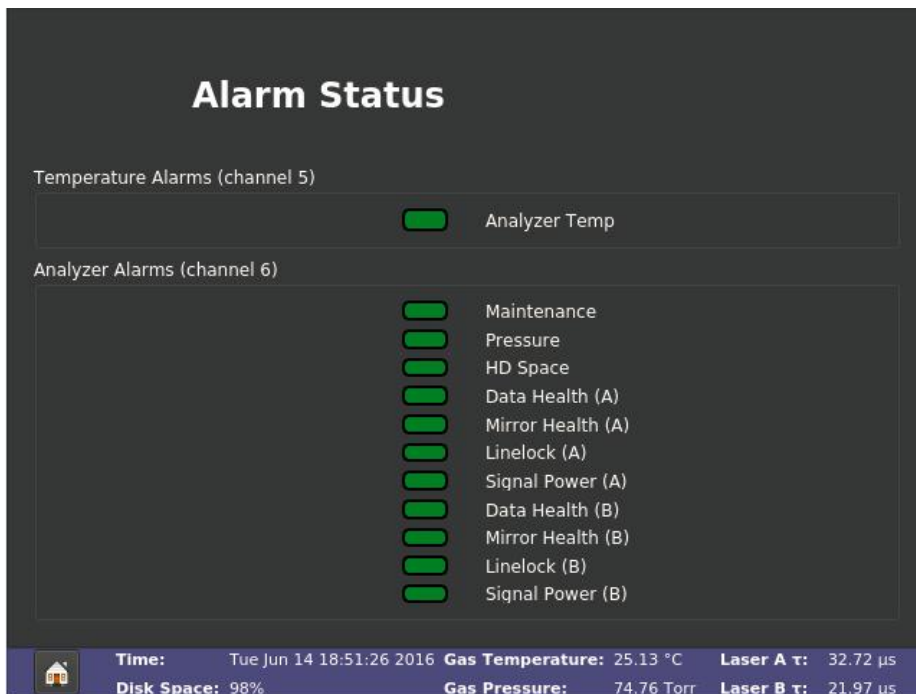 Alarm Status
Temperature Alarms (channel 5)
Analyzer Temp
Analyzer Alarms (channel 6)
Maintenance
Pressure
HD Space
Data Health (A)
Mirror Health (A)
Linelock (A)
Signal Power (A)
Data Health (B)
Mirror Health (B)
Linelock (B)
Signal Power (B)
Time: Tue Jun 14 18:51:26 2016 Gas Temperature: 25.13 °C Laser A τ: 32.72 μs
Disk Space: 98% Gas Pressure: 74.76 Torr Laser B τ: 21.97 μs